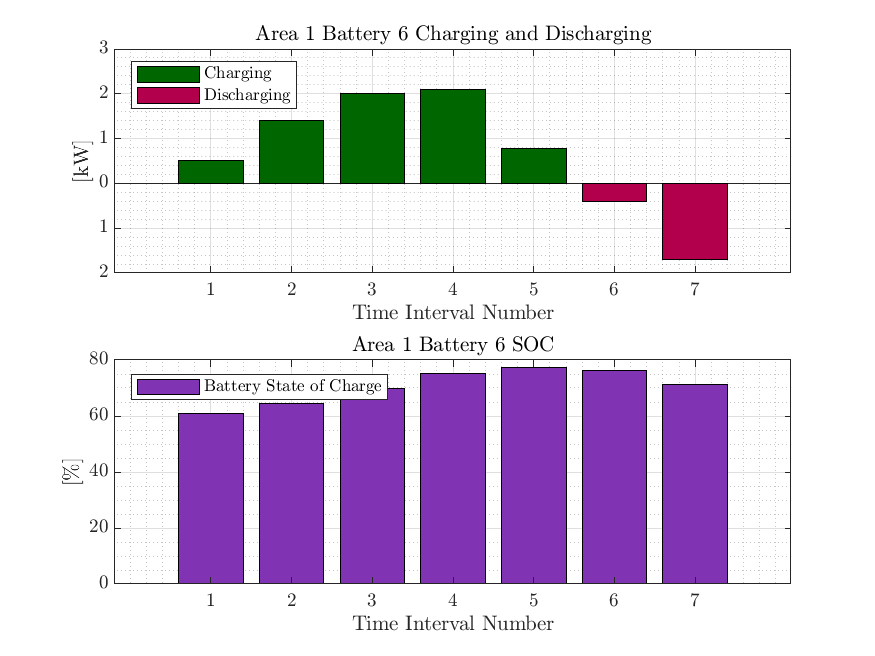 Area 1 Battery 6 Charging and Discharging
3
Charging
2
Discharging
1
[kW]
0
1
2
1 2 3 4 5 6 7
Time Interval Number
Area 1 Battery 6 SOC
80
Battery State of Charge
60
[%]
40
20
0
1 2 3 4 5 6 7
Time Interval Number